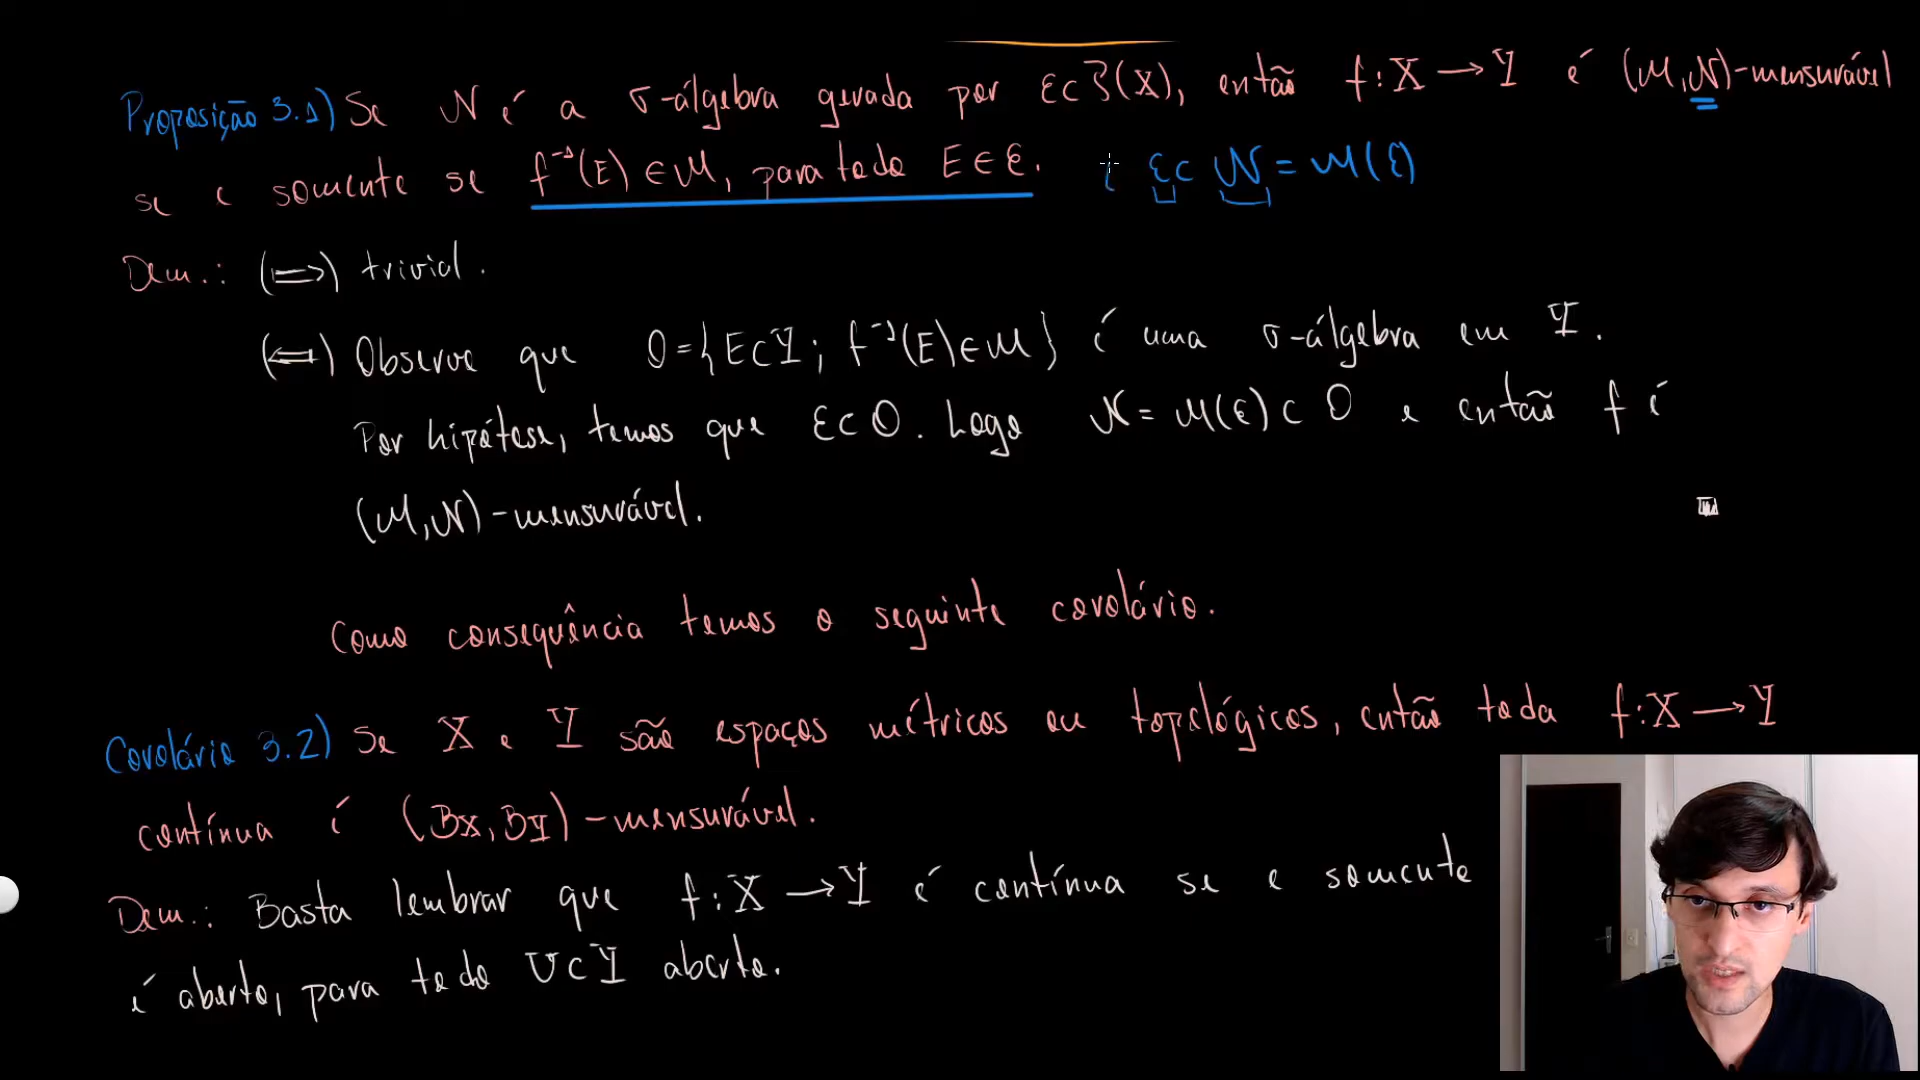 Proposição 3.1) Se 𝒩 é a σ-álgebra gerada por ℰ⊂𝒫(X), então f:X→Y é (ℳ,𝒩)-mensurável
se e somente se f⁻¹(E)∈ℳ, para todo E∈ℰ. ℰ⊂𝒩=ℳ(ℰ)
Dem.: (⟹) trivial.
(⟸) Observe que O={E⊂Y; f⁻¹(E)∈ℳ} é uma σ-álgebra em Y.
Por hipótese, temos que ℰ⊂O. Logo 𝒩=ℳ(ℰ)⊂O e então f é
(ℳ,𝒩)-mensurável.
Como consequência temos o seguinte corolário.
Corolário 3.2) Se X e Y são espaços métricos ou topológicos, então toda f:X→Y
contínua é (Bx,By)-mensurável.
Dem.: Basta lembrar que f:X→Y é contínua se e somente
é aberto, para todo U⊂Y aberto.